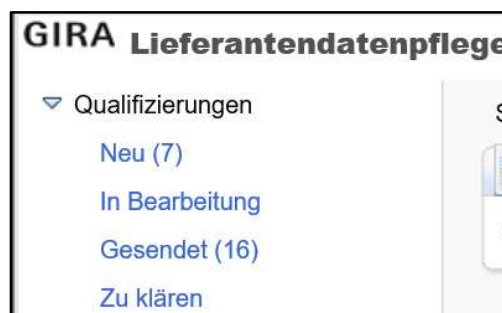 GIRA Lieferantendatenpflege
Qualifizierungen
Neu (7)
In Bearbeitung
Gesendet (16)
Zu klären